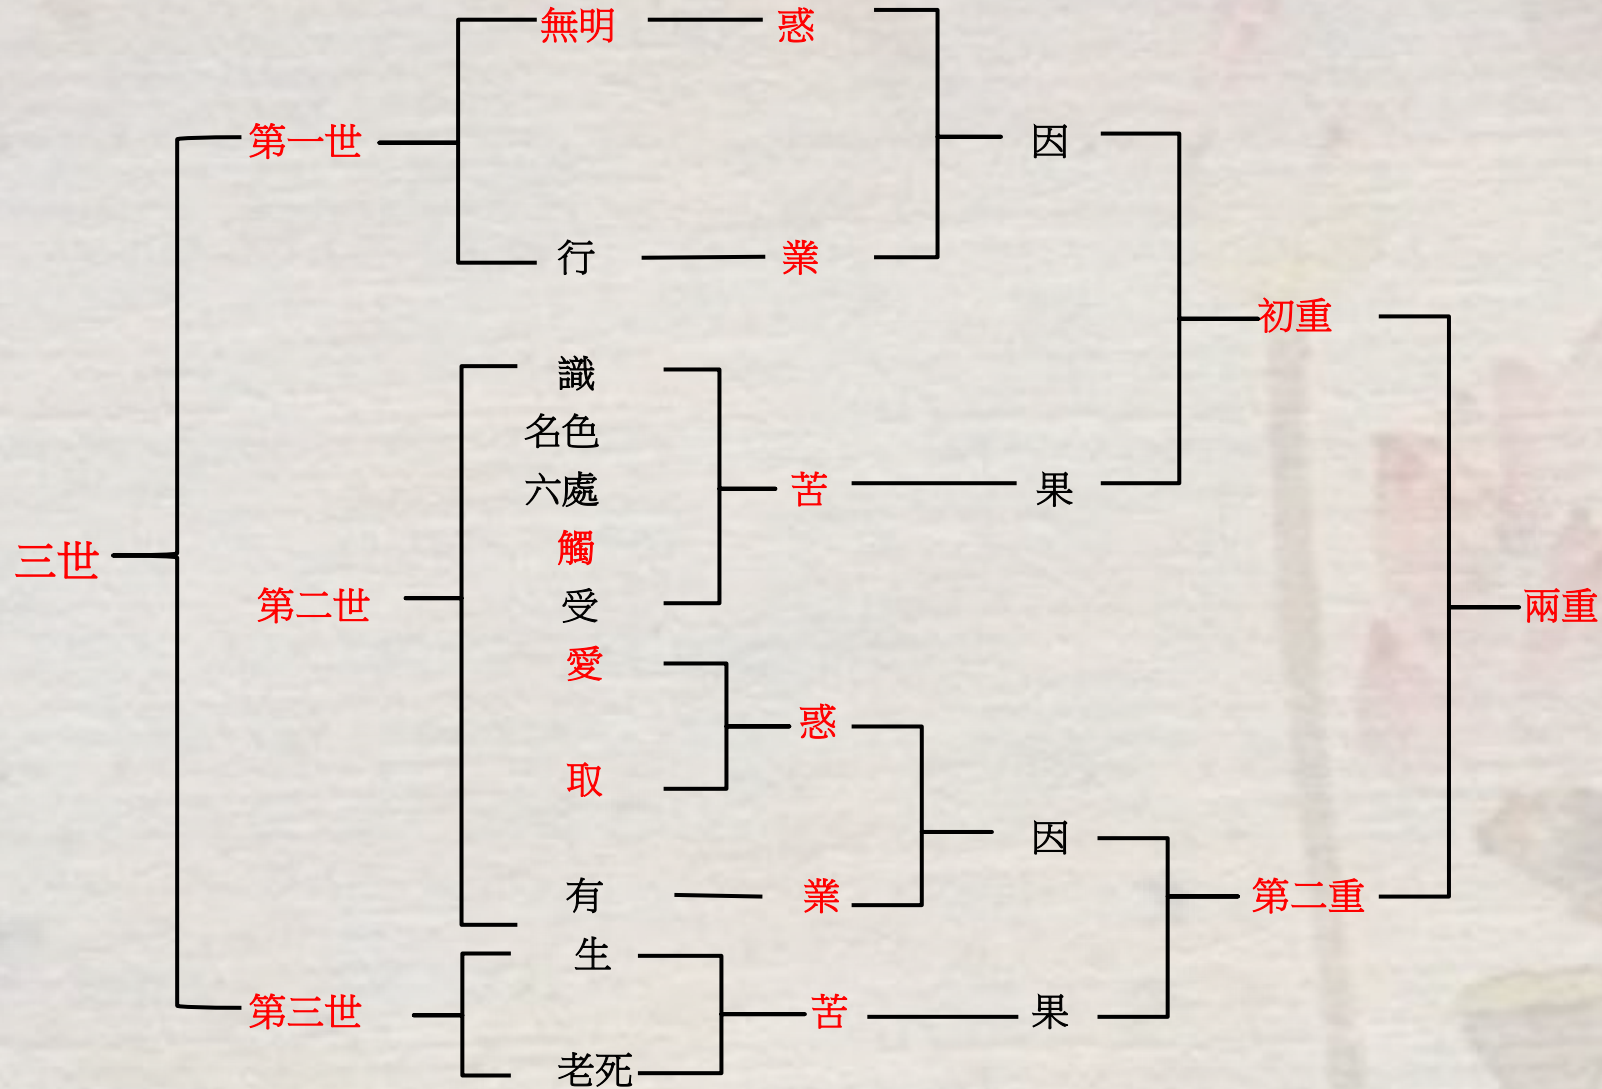 無明 惑
第一世 因
行 業
初重
識
名色
六處 苦 果
觸
三世
第二世 受 兩重
愛
惑
取
因
有 業 第二重
生
第三世 苦 果
老死